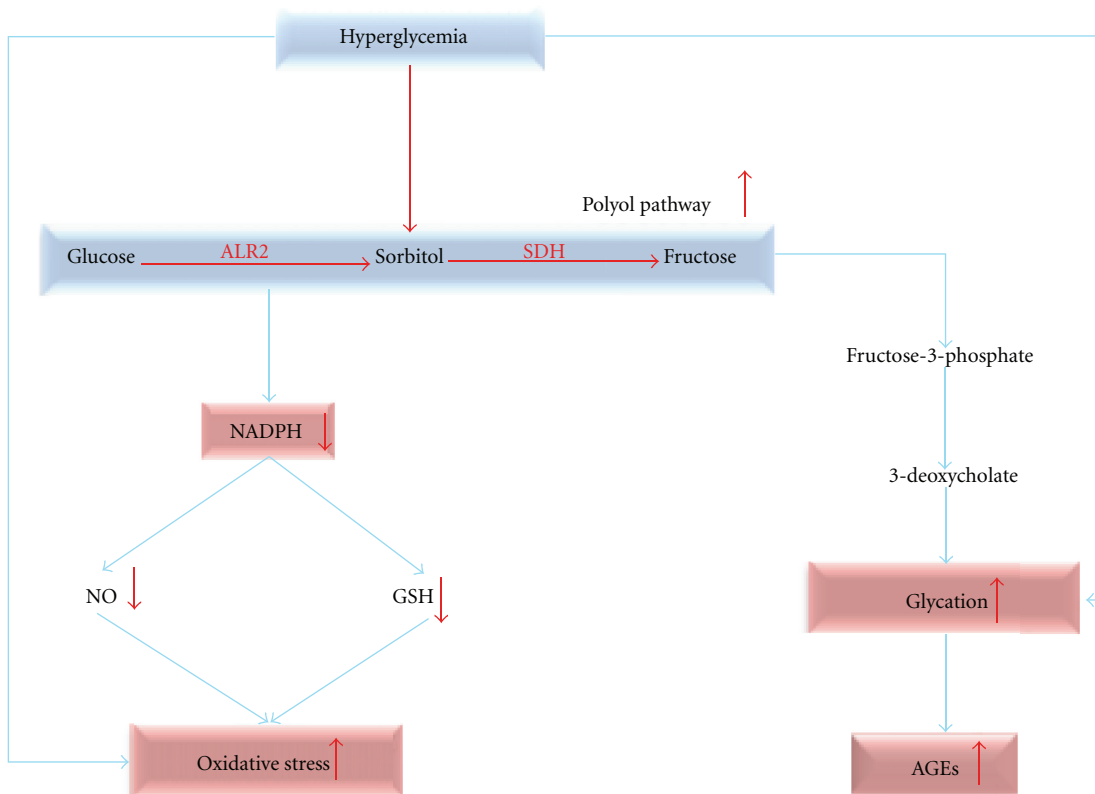 Hyperglycemia
Polyol pathway
Glucose ALR2 Sorbitol SDH Fructose
Fructose-3-phosphate
NADPH
3-deoxycholate
NO GSH Glycation
Oxidative stress AGEs